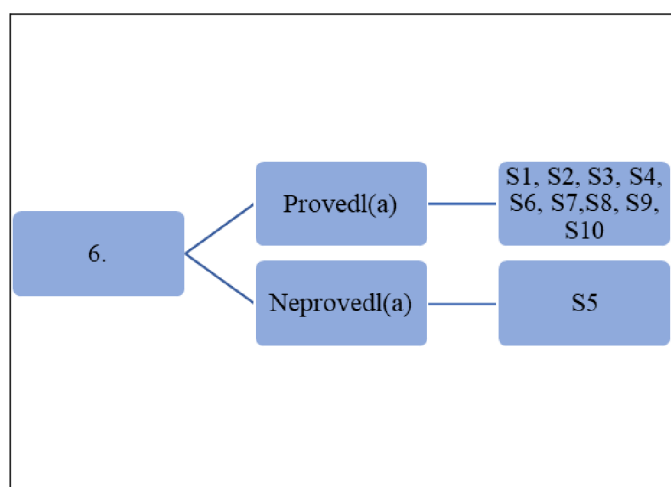 6.
Provedl(a)
S1, S2, S3, S4,
S6, S7,S8, S9,
S10
Neprovedl(a)
S5